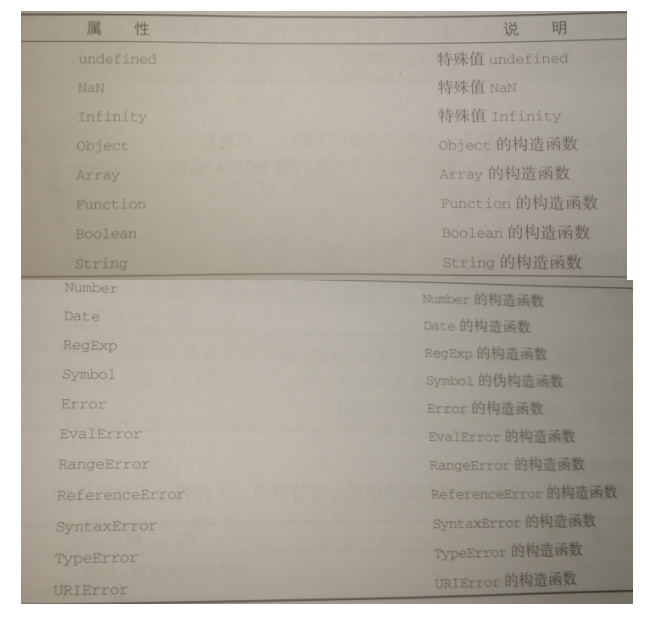 属 性 说 明
undefined 特殊值 undefined
NaN 特殊值 NaN
Infinity 特殊值 Infinity
Object Object 的构造函数
Array Array 的构造函数
Function Function 的构造函数
Boolean Boolean 的构造函数
String String 的构造函数
Number Number 的构造函数
Date Date 的构造函数
RegExp RegExp 的构造函数
Symbol Symbol 的伪构造函数
Error Error 的构造函数
EvalError EvalError 的构造函数
RangeError RangeError 的构造函数
ReferenceError ReferenceError 的构造函数
SyntaxError SyntaxError 的构造函数
TypeError TypeError 的构造函数
URIError URIError 的构造函数